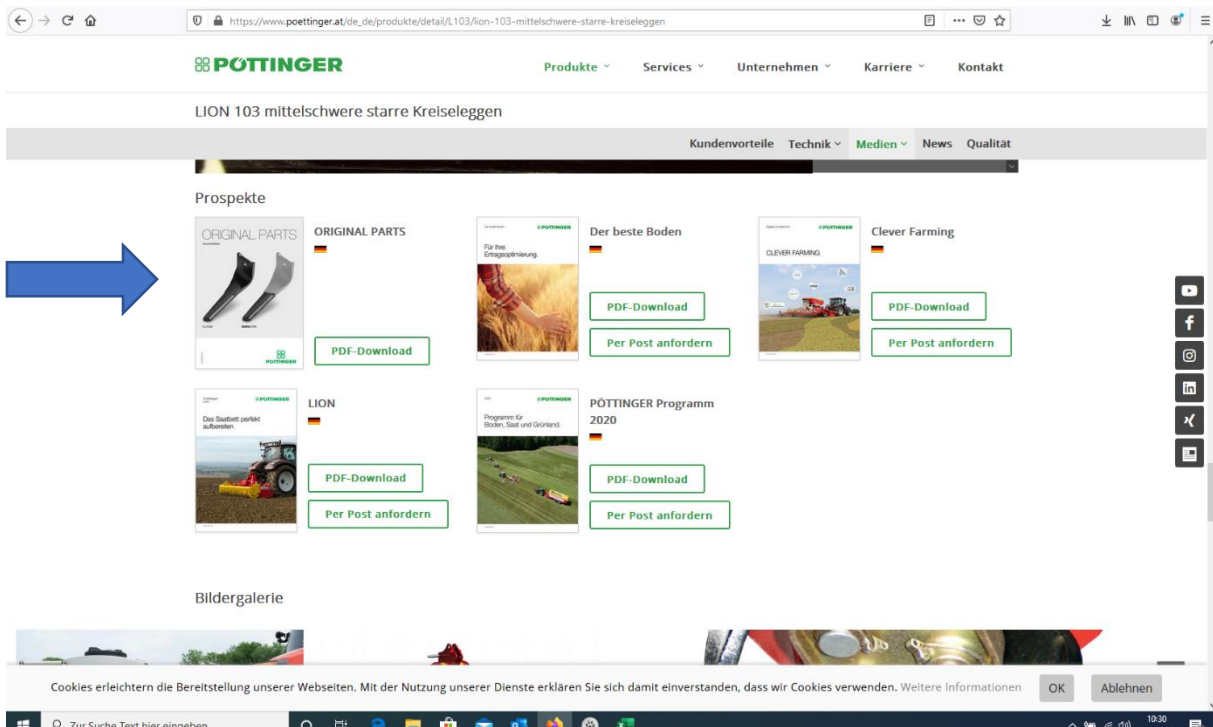 https://www.poettinger.at/de_de/produkte/detail/L103/lion-103-mittelschwere-starre-kreiseleggen
PÖTTINGER
Produkte
Services
Unternehmen
Karriere
Kontakt
LION 103 mittelschwere starre Kreiseleggen
Kundenvorteile
Technik
Medien
News
Qualität
Prospekte
ORIGINAL PARTS
PÖTTINGER
ORIGINAL PARTS
PDF-Download
PÖTTINGER
Für Ihre
Ertragsoptimierung.
Der beste Boden
PDF-Download
Per Post anfordern
PÖTTINGER
CLEVER FARMING
Clever Farming
PDF-Download
Per Post anfordern
PÖTTINGER
Das Saatbett perfekt
aufbereiten
LION
PDF-Download
Per Post anfordern
PÖTTINGER
Programm für
Boden, Saat und Grünland.
PÖTTINGER Programm
2020
PDF-Download
Per Post anfordern
Bildergalerie
Cookies erleichtern die Bereitstellung unserer Webseiten. Mit der Nutzung unserer Dienste erklären Sie sich damit einverstanden, dass wir Cookies verwenden. Weitere Informationen
OK
Ablehnen
Zur Suche Text hier eingeben
10:30